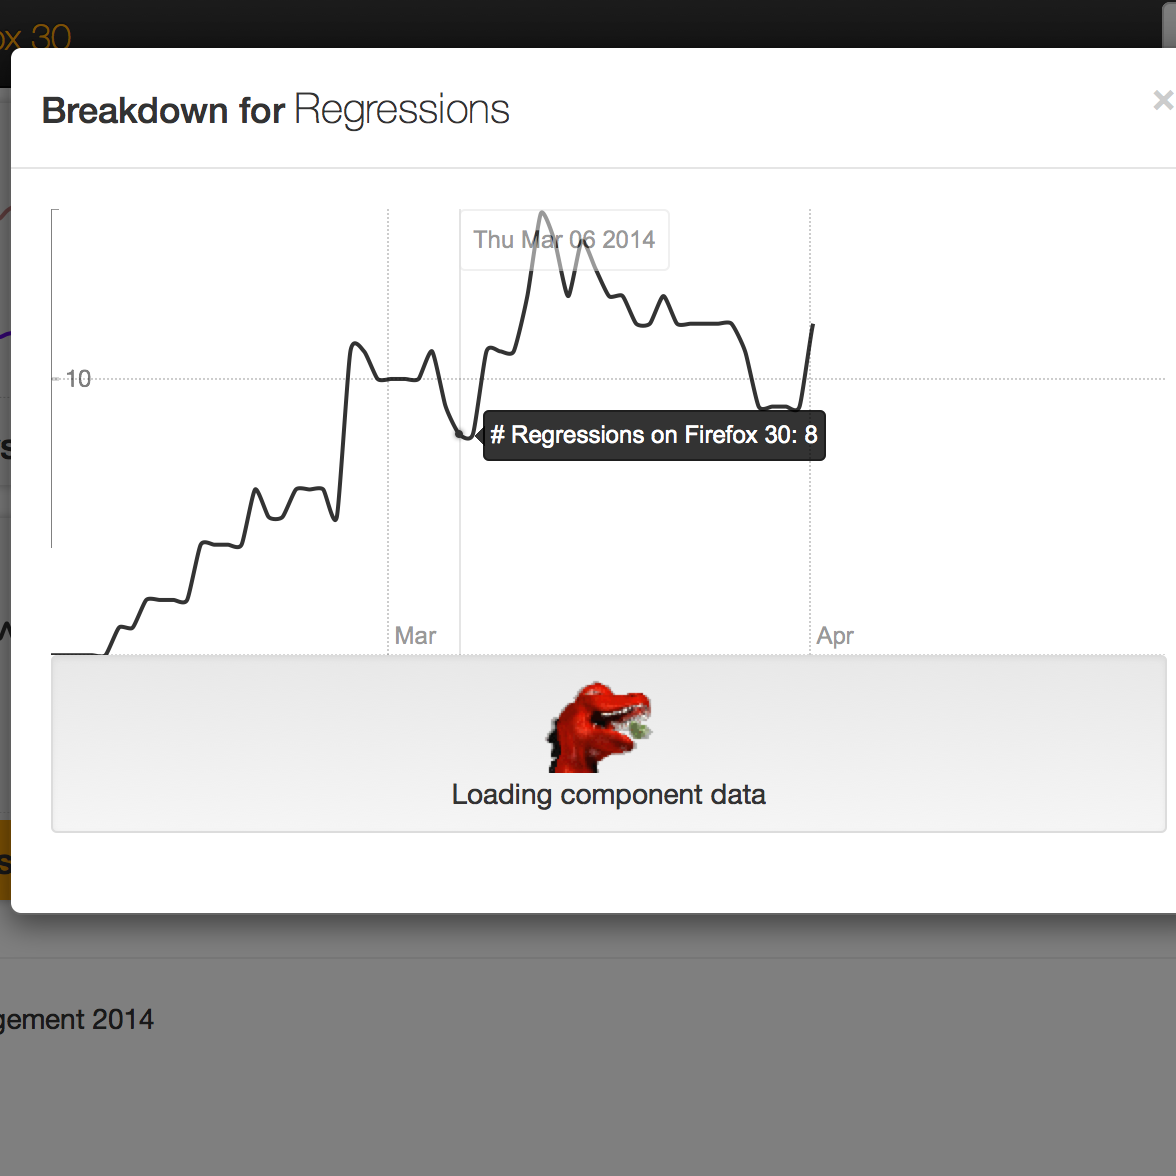 ox 30
Breakdown for Regressions
×
Thu Mar 06 2014
10
# Regressions on Firefox 30: 8
Mar
Apr
Loading component data
gement 2014